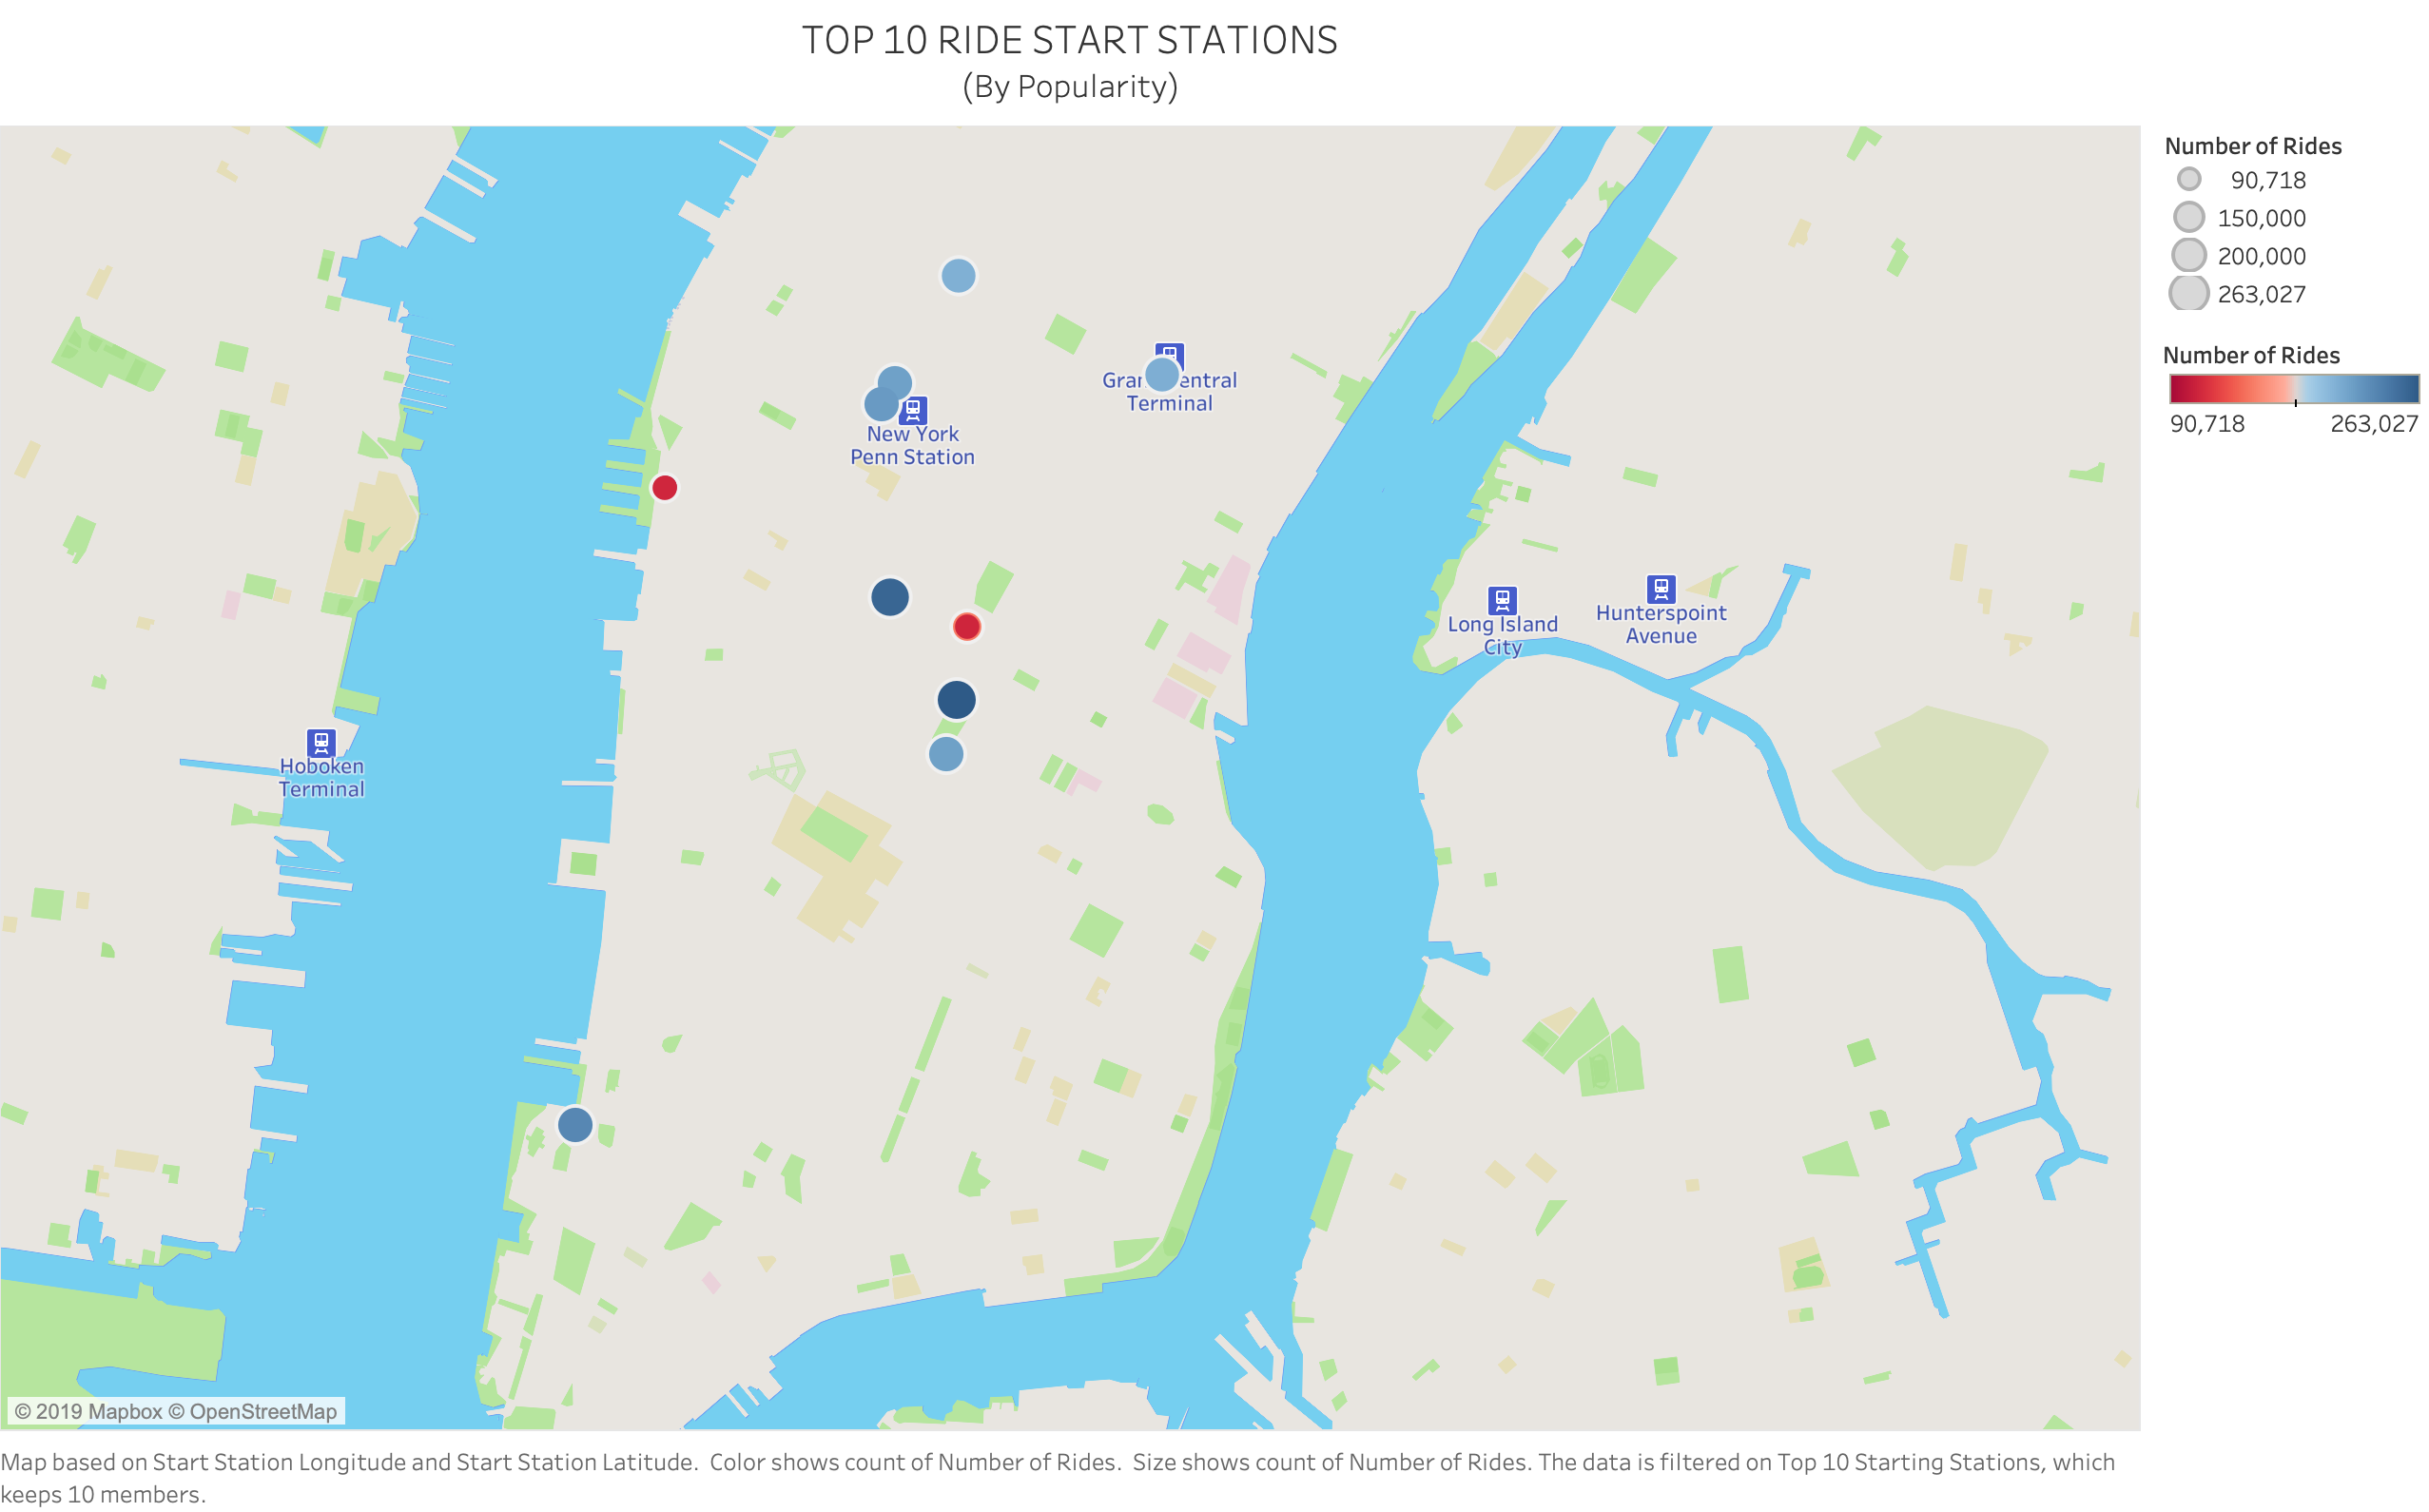 TOP 10 RIDE START STATIONS
(By Popularity)
Number of Rides
90,718
150,000
200,000
263,027
Number of Rides
90,718 263,027
Grand Central
Terminal
New York
Penn Station
Long Island
City
Hunterspoint
Avenue
Hoboken
Terminal
© 2019 Mapbox © OpenStreetMap
Map based on Start Station Longitude and Start Station Latitude.  Color shows count of Number of Rides.  Size shows count of Number of Rides. The data is filtered on Top 10 Starting Stations, which
keeps 10 members.